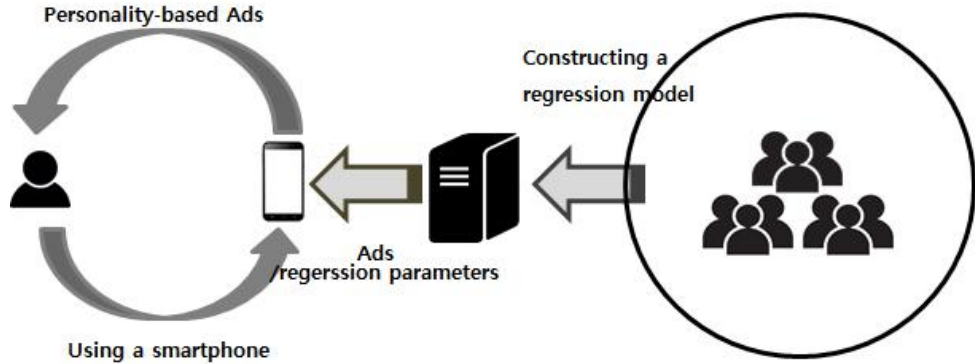 Personality-based Ads
Constructing a
regression model
Ads
/regerssion parameters
Using a smartphone